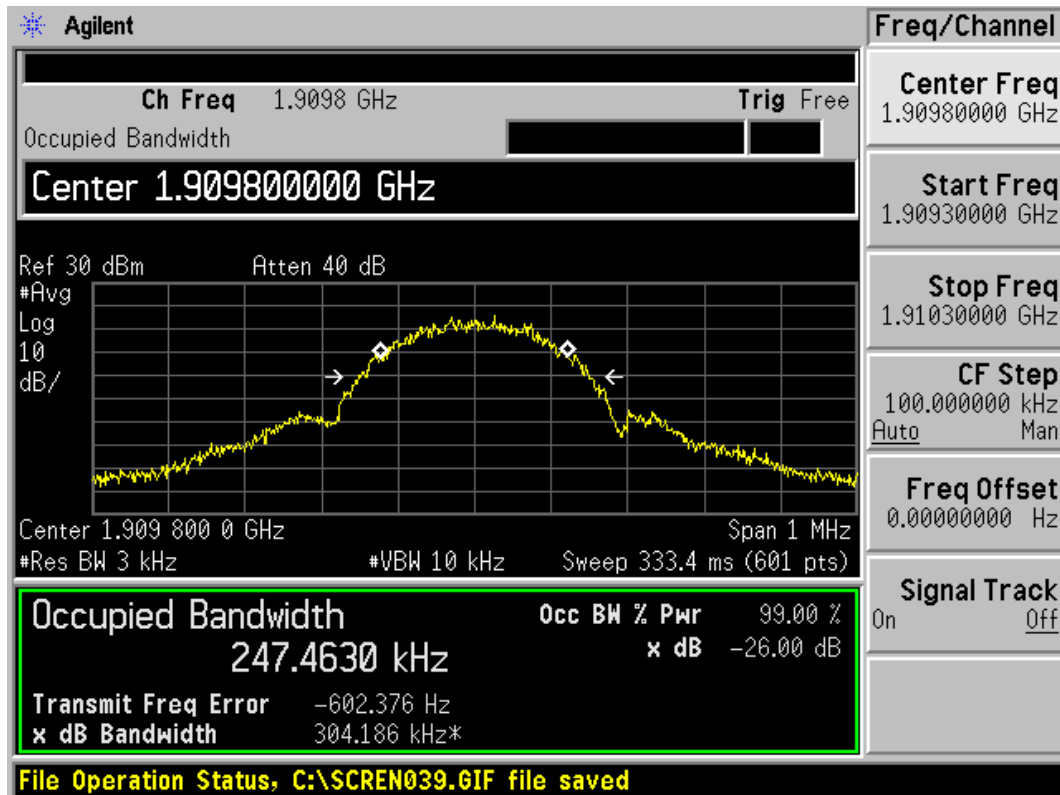 Agilent
Freq/Channel
Ch Freq 1.9098 GHz Trig Free
Occupied Bandwidth
Center 1.909800000 GHz
Ref 30 dBm Atten 40 dB
#Avg
Log
10
dB/
Center 1.909 800 0 GHz Span 1 MHz
#Res BW 3 kHz #VBW 10 kHz Sweep 333.4 ms (601 pts)
Occupied Bandwidth
247.4630 kHz
Occ BW % Pwr 99.00 %
x dB -26.00 dB
Transmit Freq Error -602.376 Hz
x dB Bandwidth 304.186 kHz*
File Operation Status, C:\SCREN039.GIF file saved
Center Freq
1.90980000 GHz
Start Freq
1.90930000 GHz
Stop Freq
1.91030000 GHz
CF Step
100.000000 kHz
Auto Man
Freq Offset
0.00000000 Hz
Signal Track
On Off